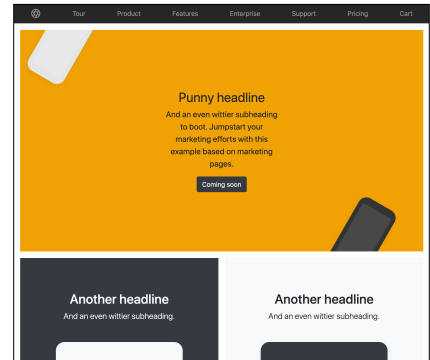 Tour Product Features Enterprise Support Pricing Cart
Punny headline
And an even wittier subheading
to boot. Jumpstart your
marketing efforts with this
example based on marketing
pages.
Coming soon
Another headline
And an even wittier subheading.
Another headline
And an even wittier subheading.